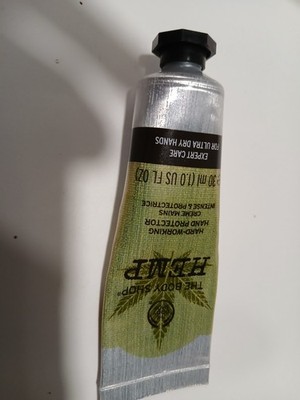 THE BODY SHOP®
HEMP
HARD-WORKING
HAND PROTECTOR
CRÈME MAINS
INTENSE & PROTECTRICE
30 ml (1.0 US FL OZ)
EXPERT CARE
FOR ULTRA DRY HANDS